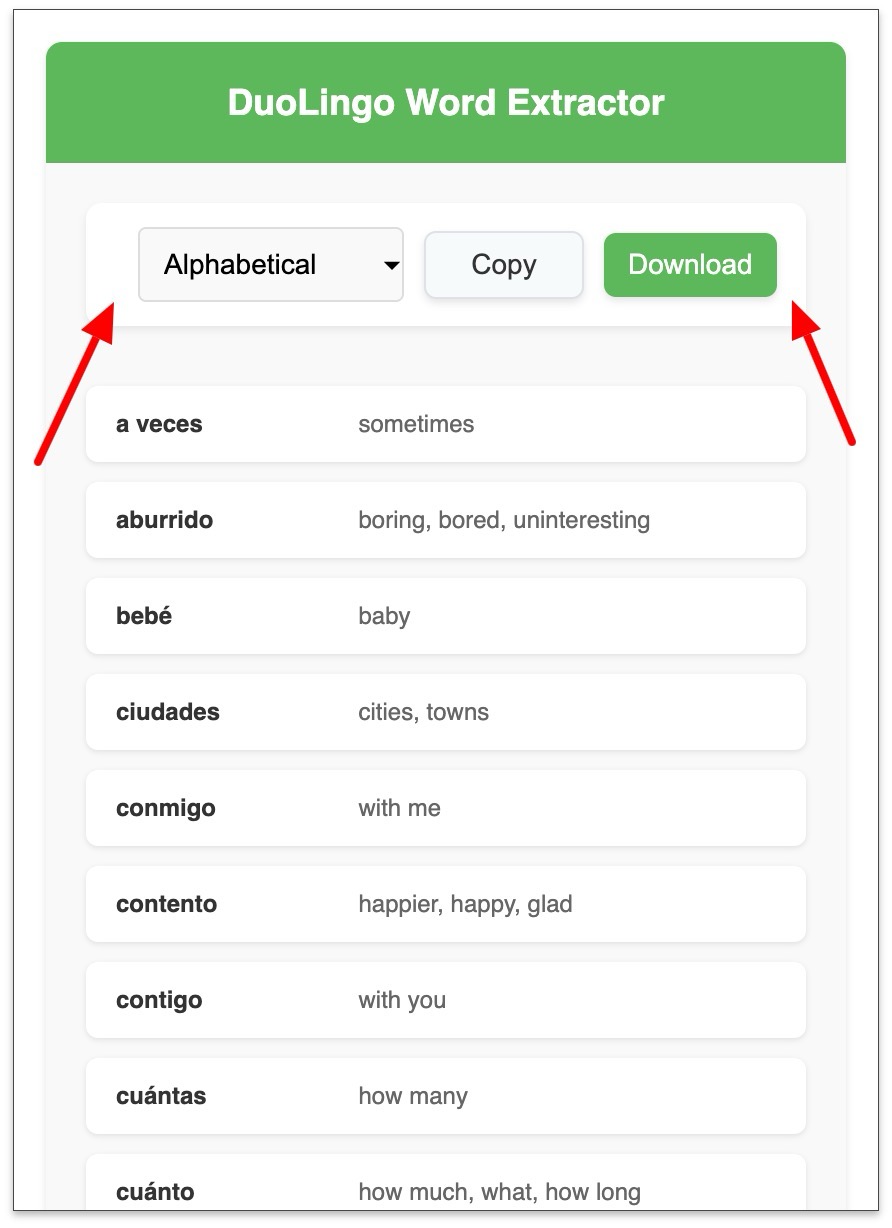 DuoLingo Word Extractor
Alphabetical Copy Download
a veces sometimes
aburrido boring, bored, uninteresting
bebé baby
ciudades cities, towns
conmigo with me
contento happier, happy, glad
contigo with you
cuántas how many
cuánto how much, what, how long